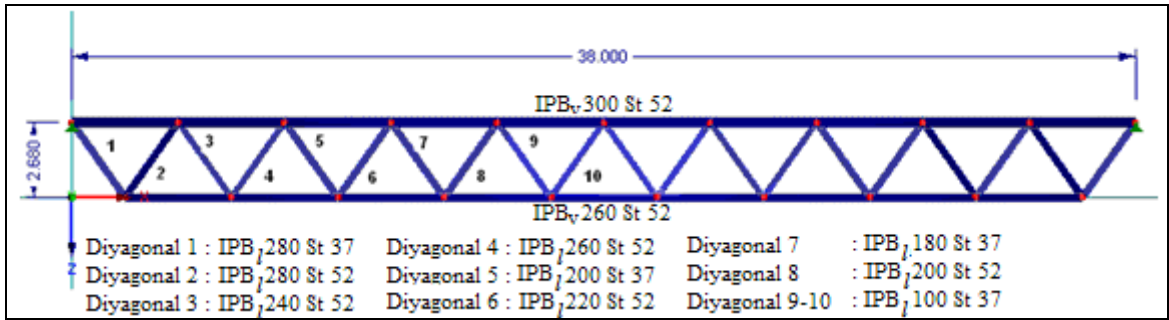 38.000
IPBv300 St 52
2.680
1 3 5 7 9
2 4 6 8 10
X
IPBv260 St 52
Z
Diyagonal 1 : IPBl280 St 37 Diyagonal 4 : IPBl260 St 52 Diyagonal 7 : IPBl180 St 37
Diyagonal 2 : IPBl280 St 52 Diyagonal 5 : IPBl200 St 37 Diyagonal 8 : IPBl200 St 52
Diyagonal 3 : IPBl240 St 52 Diyagonal 6 : IPBl220 St 52 Diyagonal 9-10 : IPBl100 St 37